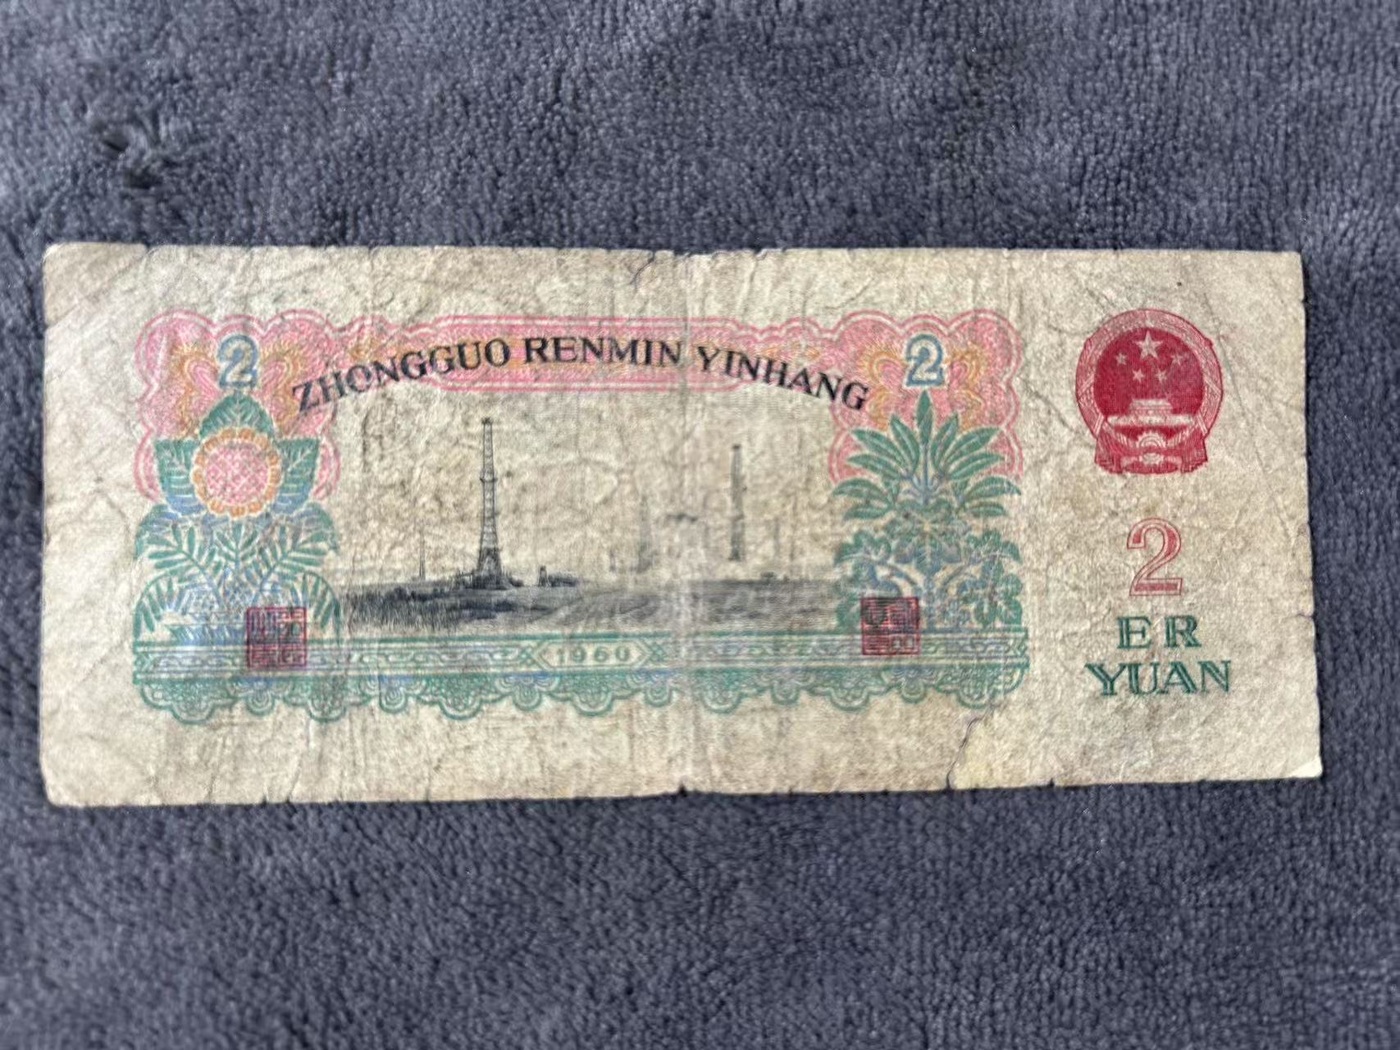 2
2
ZHONGGUO RENMIN YINHANG
2
ER
YUAN
1960